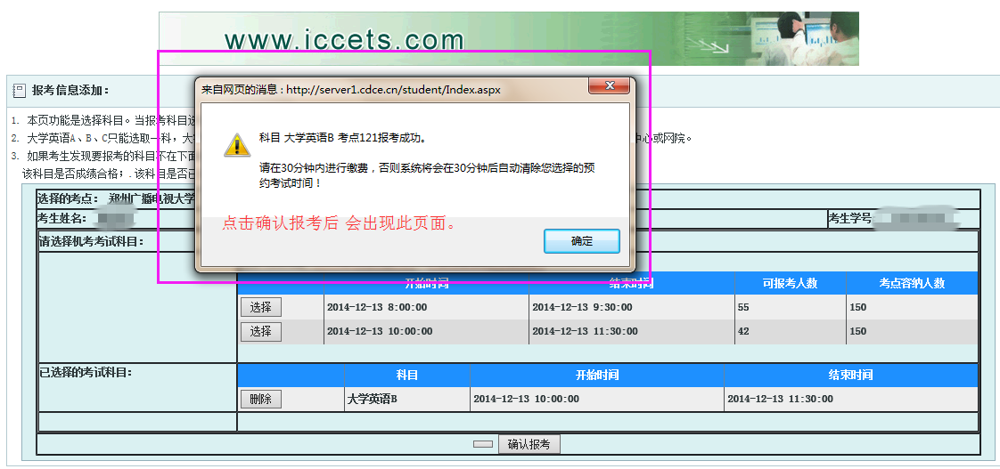 www.iccets.com
报考信息添加：
来自网页的消息 : http://server1.cdce.cn/student/Index.aspx
科目 大学英语B 考点121报考成功。
请在30分钟内进行缴费，否则系统将会在30分钟后自动清除您选择的预
约考试时间！
点击确认报考后 会出现此页面。
确定
1. 本页功能是选择科目。当报考科目
2. 大学英语A、B、C只能选取一科，大 中心或网院。
3. 如果考生发现要报考的科目不在下面
该科目是否成绩合格；.该科目是否已
选择的考点： 郑州广播电视大学
考生姓名： 考生学号
请选择机考考试科目：
开始时间 结束时间 可报考人数 考点容纳人数
选择 2014-12-13 8:00:00 2014-12-13 9:30:00 55 150
选择 2014-12-13 10:00:00 2014-12-13 11:30:00 42 150
已选择的考试科目： 科目 开始时间 结束时间
删除 大学英语B 2014-12-13 10:00:00 2014-12-13 11:30:00
确认报考